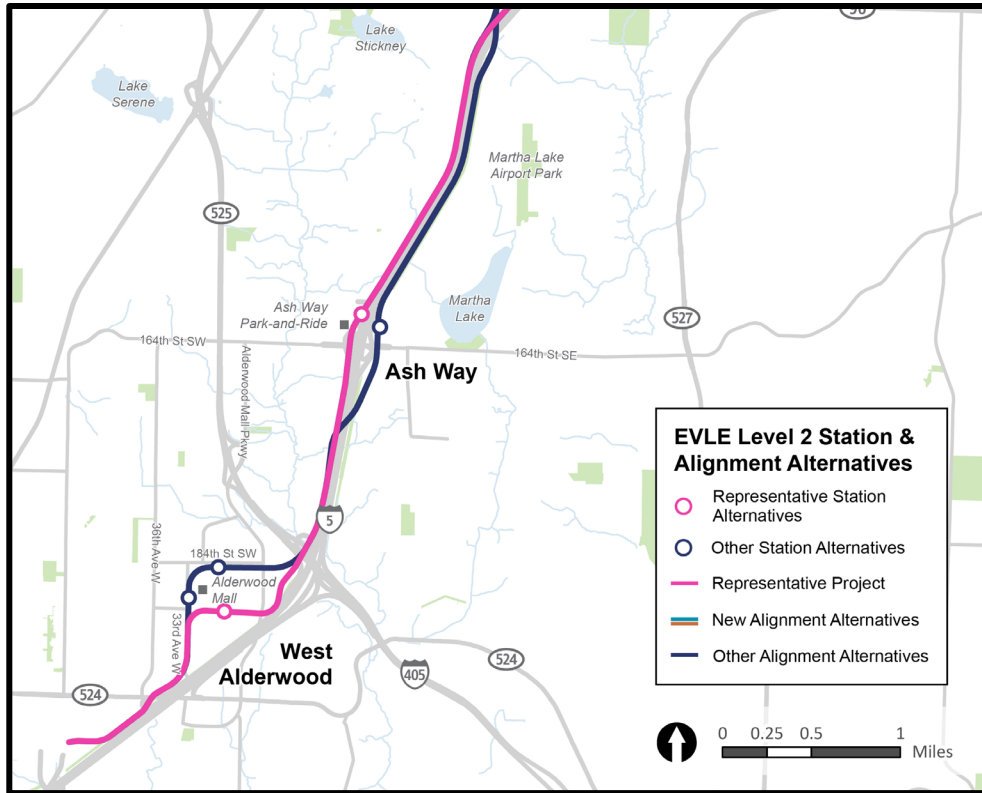 96
Lake
Stickney
Lake
Serene
Martha Lake
Airport Park
525
Ash Way
Park-and-Ride
Martha
Lake
527
164th St SW
164th St SE
Ash Way
Alderwood Mall Pkwy
EVLE Level 2 Station &
Alignment Alternatives
Representative Station
Alternatives
Other Station Alternatives
Representative Project
New Alignment Alternatives
Other Alignment Alternatives
5
36th Ave W
184th St SW
Alderwood
Mall
33rd Ave W
West
Alderwood
524
405
524
0 0.25 0.5 1
Miles